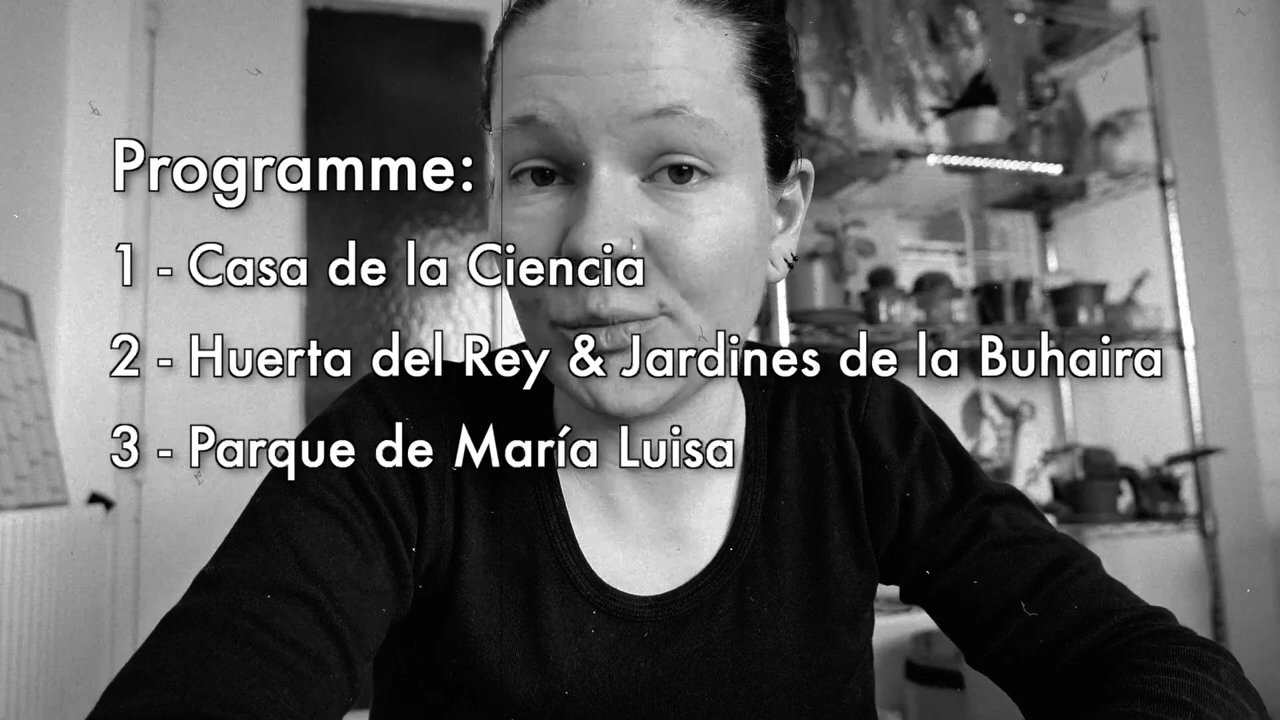 Programme:
1 - Casa de la Ciencia
2 - Huerta del Rey & Jardines de la Buhaira
3 - Parque de María Luisa